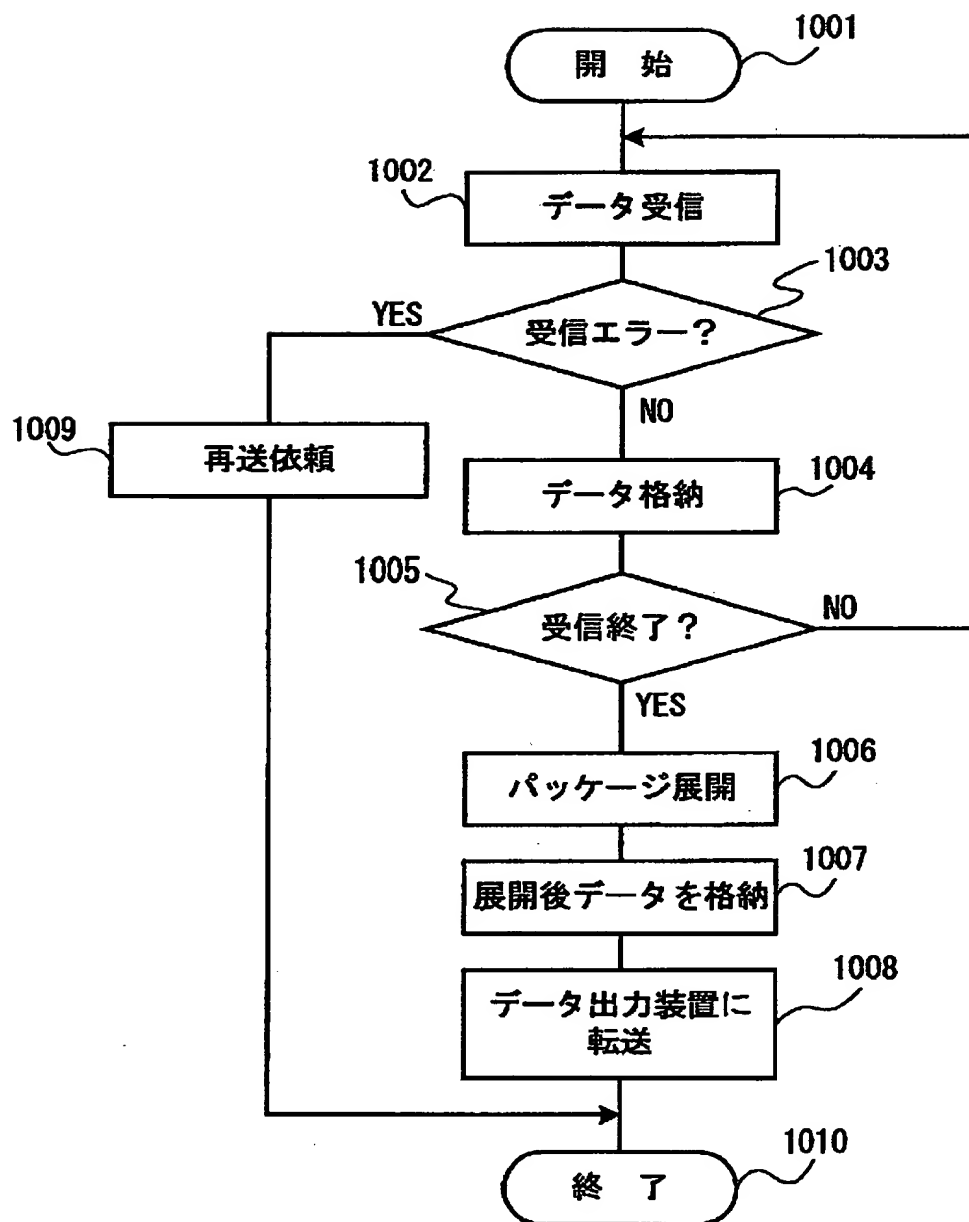 1001
開 始
1002
データ受信
1003
YES
受信エラー?
NO
1009
再送依頼
1004
データ格納
1005
受信終了?
NO
YES
1006
パッケージ展開
1007
展開後データを格納
1008
データ出力装置に
転送
1010
終 了